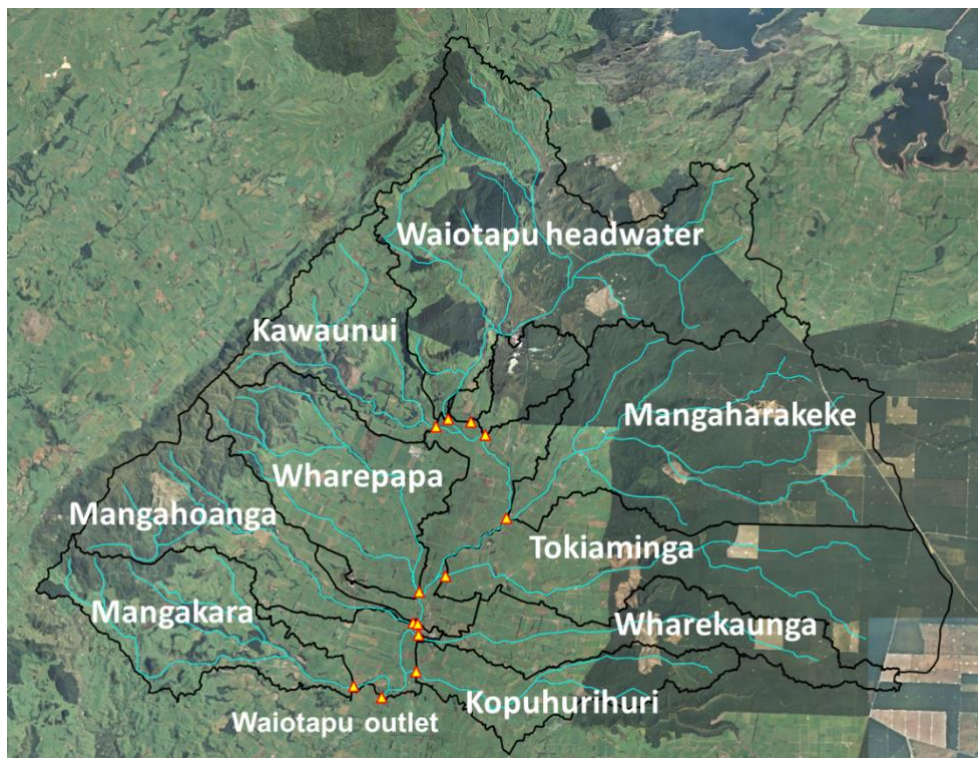 Waiotapu headwater
Kawaunui
Mangaharakeke
Wharepapa
Mangahoanga
Tokiaminga
Mangakara
Wharekaunga
Kopuhurihuri
Waiotapu outlet